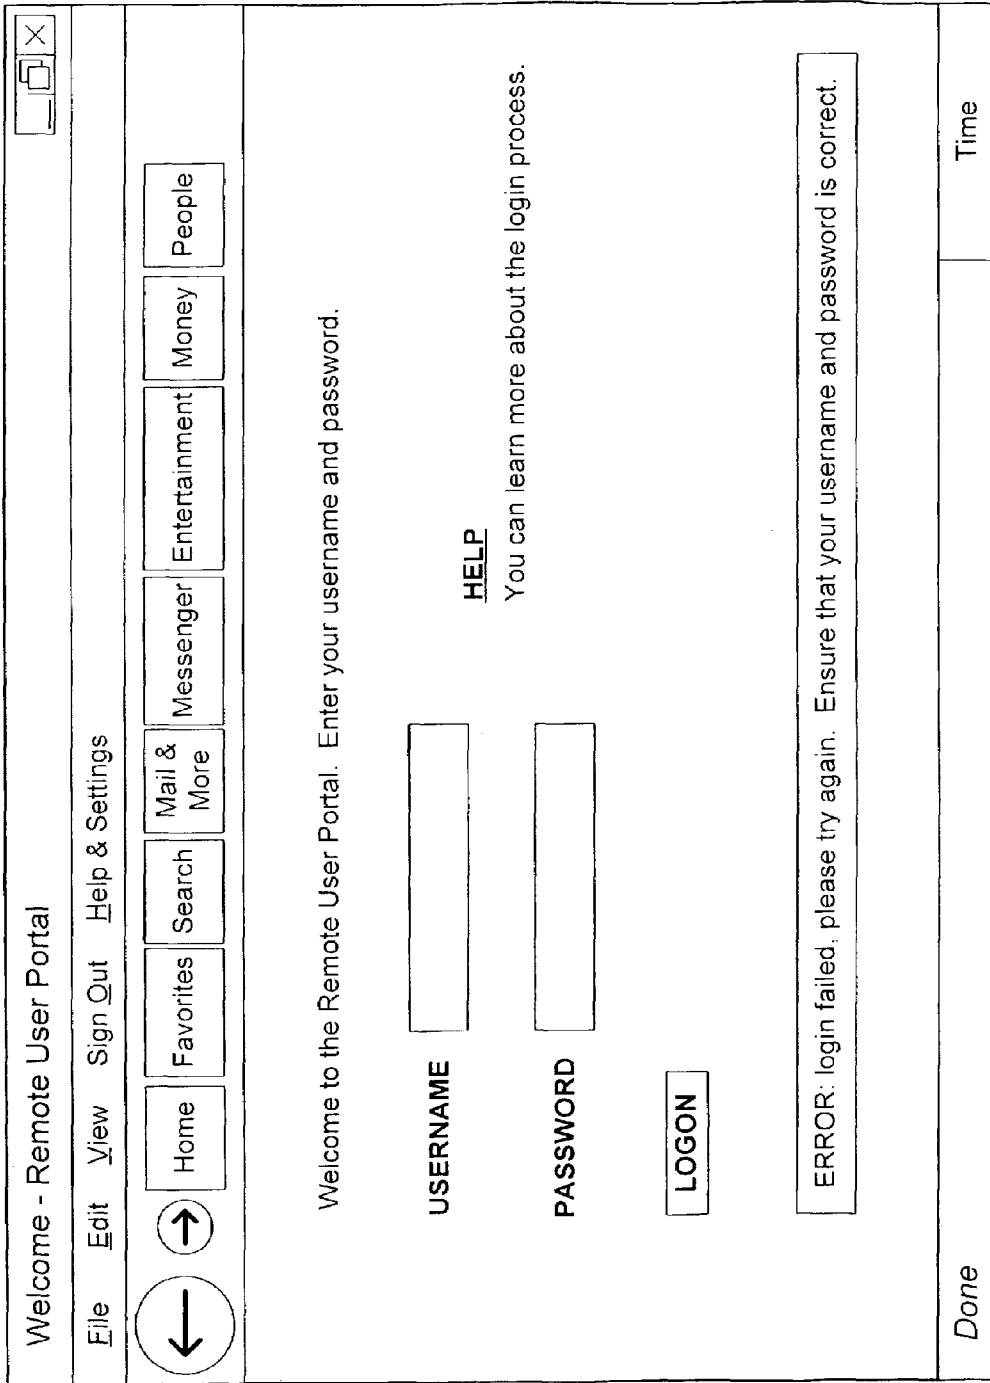 Welcome - Remote User Portal
File Edit View Sign Out Help & Settings
Home Favorites Search Mail & More Messenger Entertainment Money People
Welcome to the Remote User Portal. Enter your username and password.
USERNAME
HELP
You can learn more about the login process.
PASSWORD
LOGON
ERROR: login failed, please try again. Ensure that your username and password is correct.
Done Time